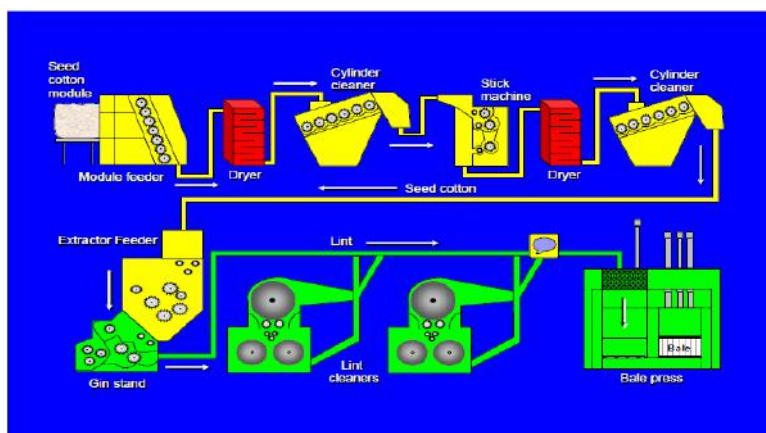 Seed
cotton
module
Cylinder
cleaner
Stick
machine
Cylinder
cleaner
Module feeder
Dryer
Dryer
Seed cotton
Extractor Feeder
Lint
Lint
cleaners
Gin stand
Bale
Bale press